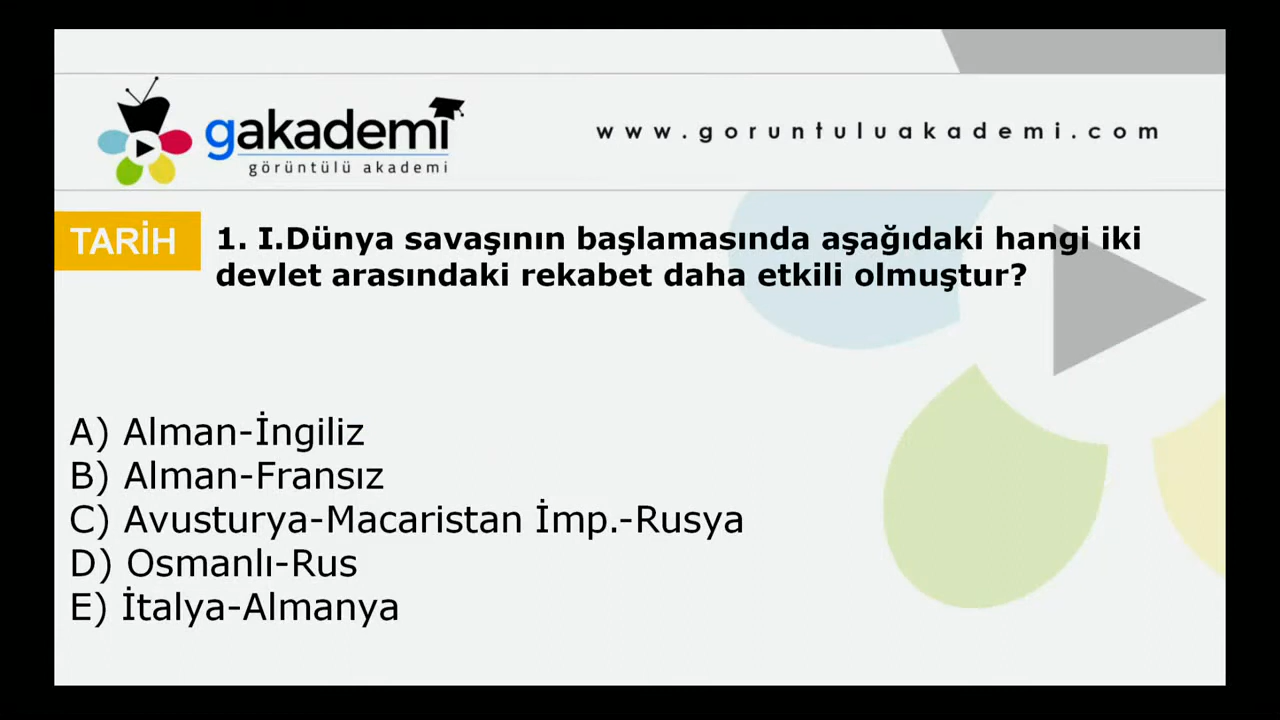 gakademi
görüntülü akademi
www.goruntuluakademi.com
TARİH
1. I.Dünya savaşının başlamasında aşağıdaki hangi iki
devlet arasındaki rekabet daha etkili olmuştur?
A) Alman-İngiliz
B) Alman-Fransız
C) Avusturya-Macaristan İmp.-Rusya
D) Osmanlı-Rus
E) İtalya-Almanya